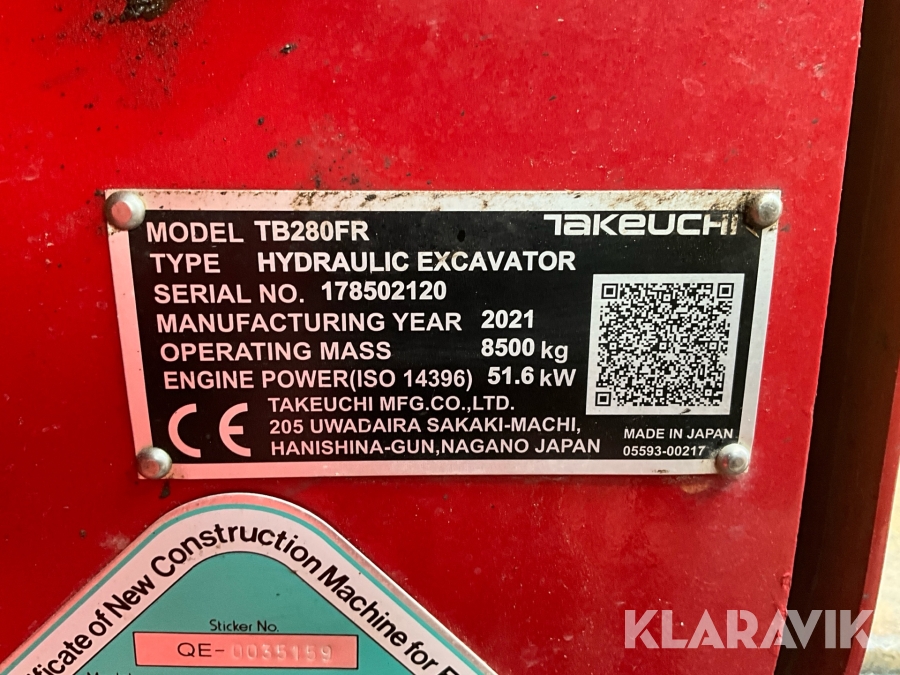 TAKEUCHI
MODEL TB280FR
TYPE HYDRAULIC EXCAVATOR
SERIAL NO. 178502120
MANUFACTURING YEAR 2021
OPERATING MASS 8500 kg
ENGINE POWER(ISO 14396) 51.6 kW
CE
TAKEUCHI MFG.CO.,LTD.
205 UWADAIRA SAKAKI-MACHI,
HANISHINA-GUN,NAGANO JAPAN
MADE IN JAPAN
05593-00217
of New Construction Machine for
Sticker No.
QE-0035159
KLARAVIK